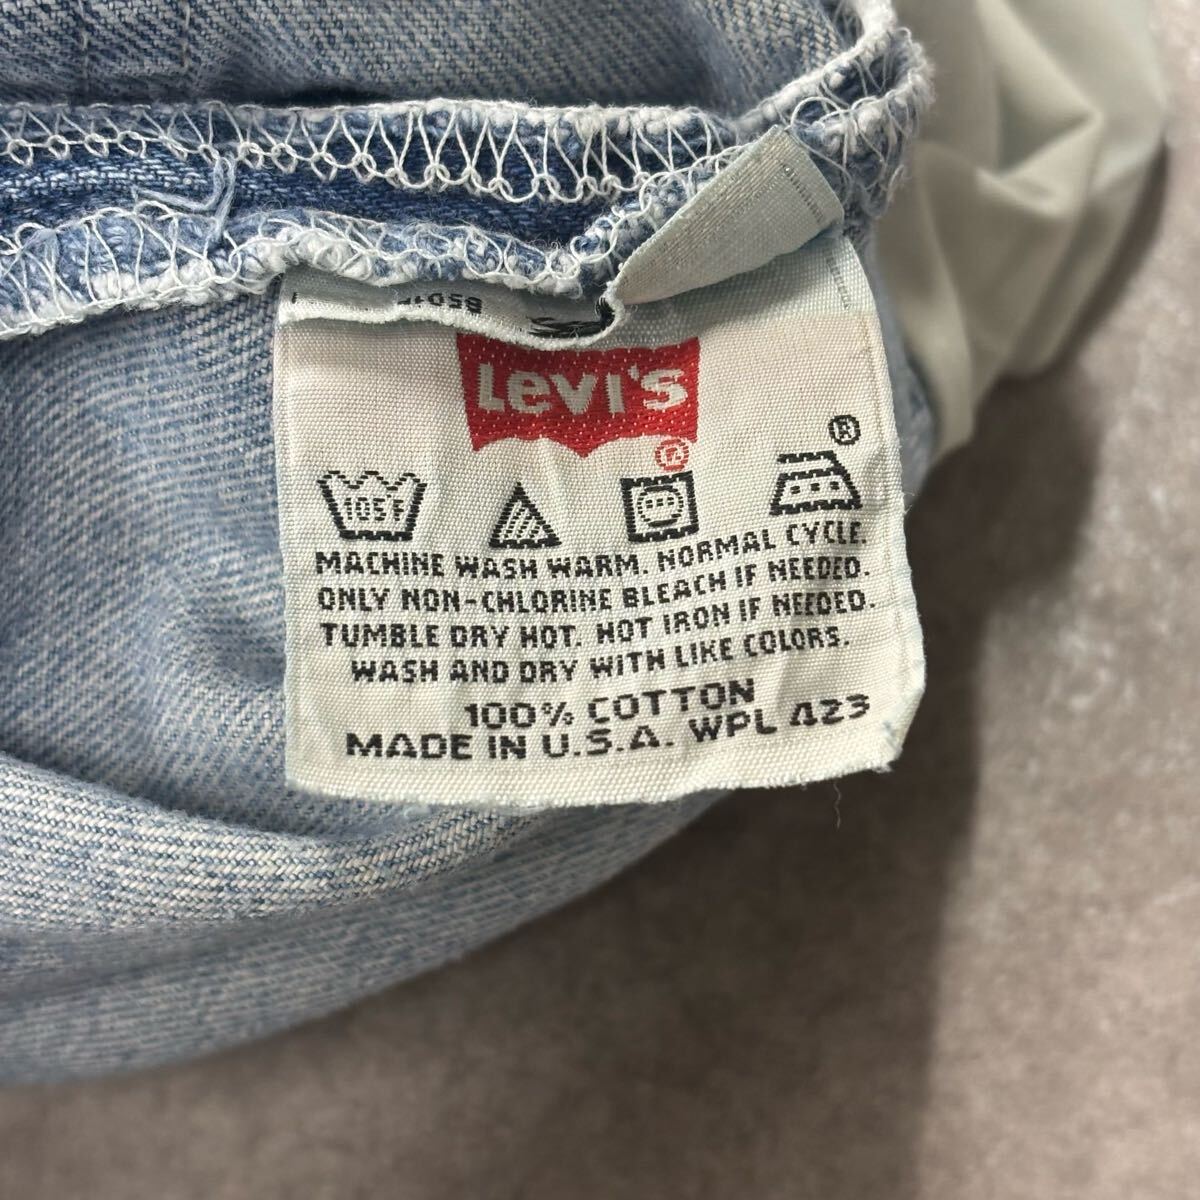 Levi's
®
®
105F
MACHINE WASH WARM. NORMAL CYCLE.
ONLY NON-CHLORINE BLEACH IF NEEDED.
TUMBLE DRY HOT. HOT IRON IF NEEDED.
WASH AND DRY WITH LIKE COLORS.
100% COTTON
MADE IN U.S.A. WPL 423